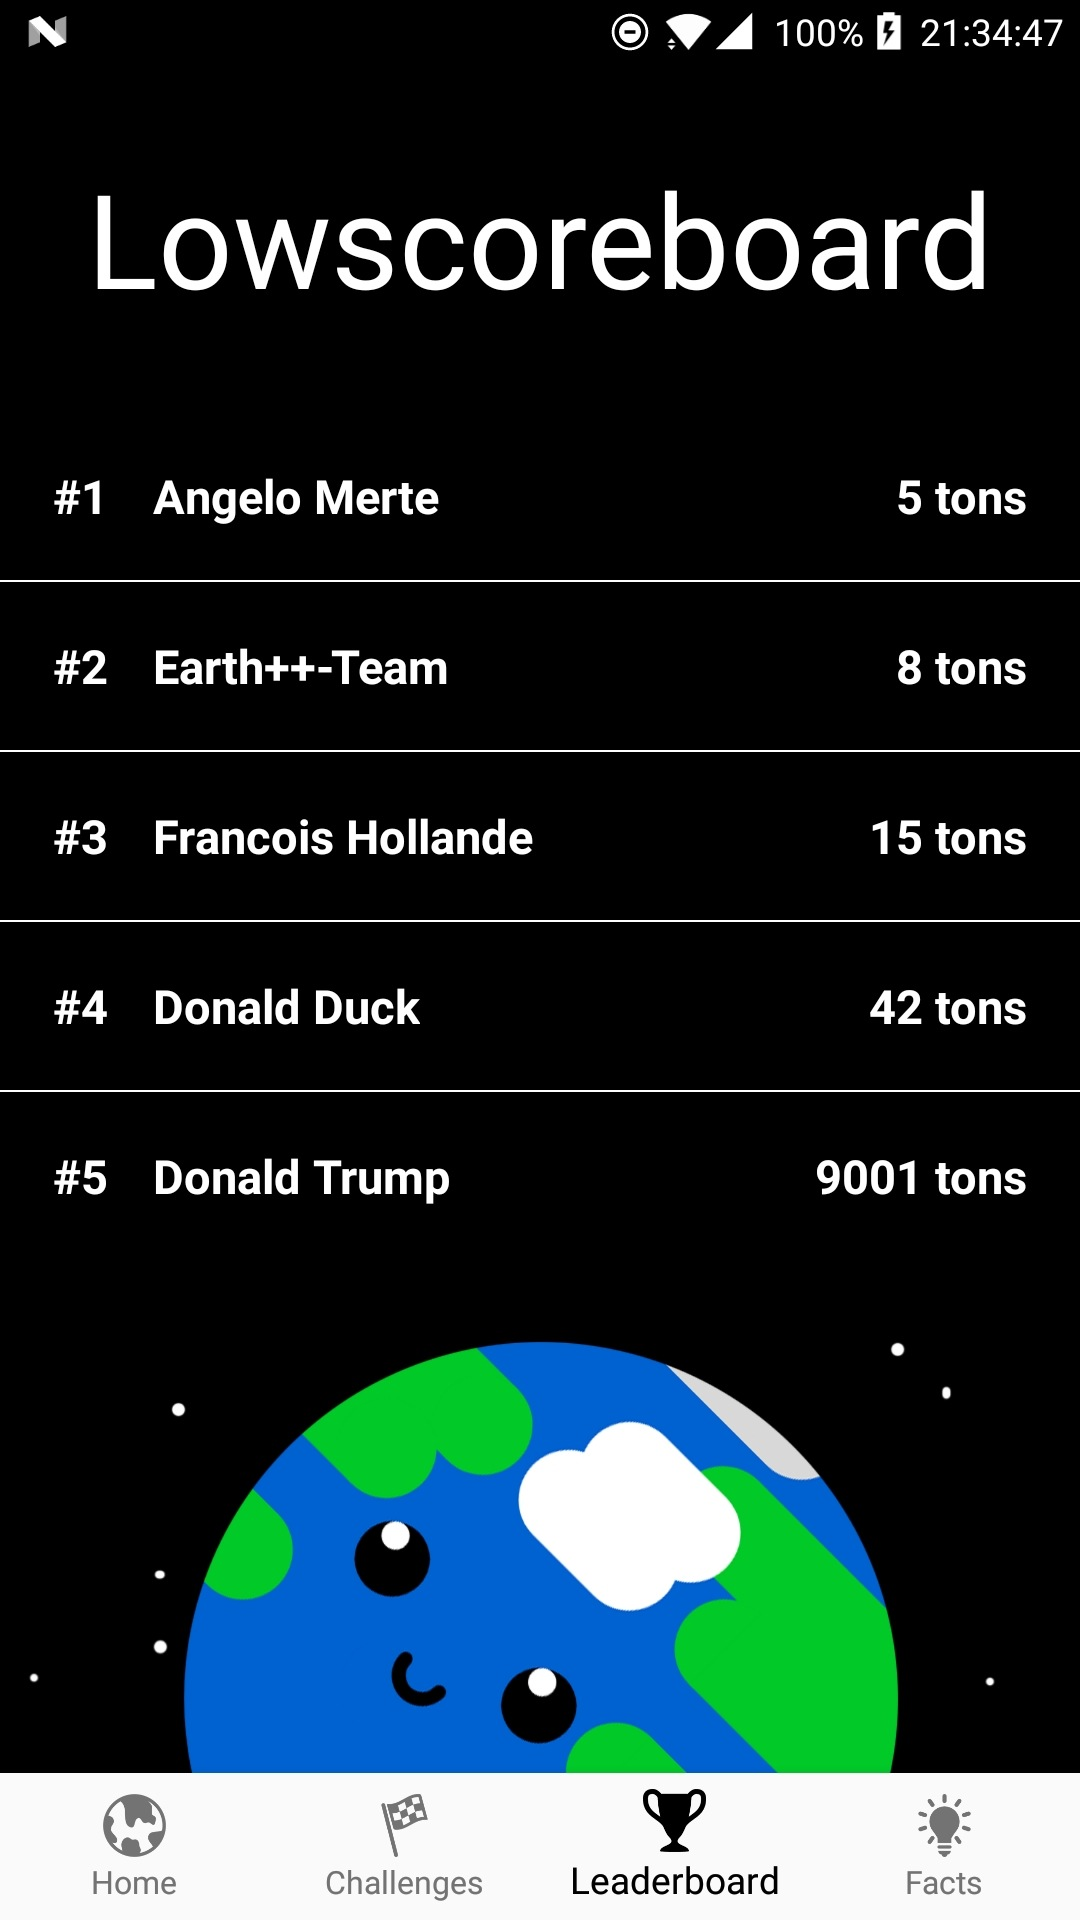 100% 21:34:47
Lowscoreboard
#1 Angelo Merte 5 tons
#2 Earth++-Team 8 tons
#3 Francois Hollande 15 tons
#4 Donald Duck 42 tons
#5 Donald Trump 9001 tons
Home Challenges Leaderboard Facts